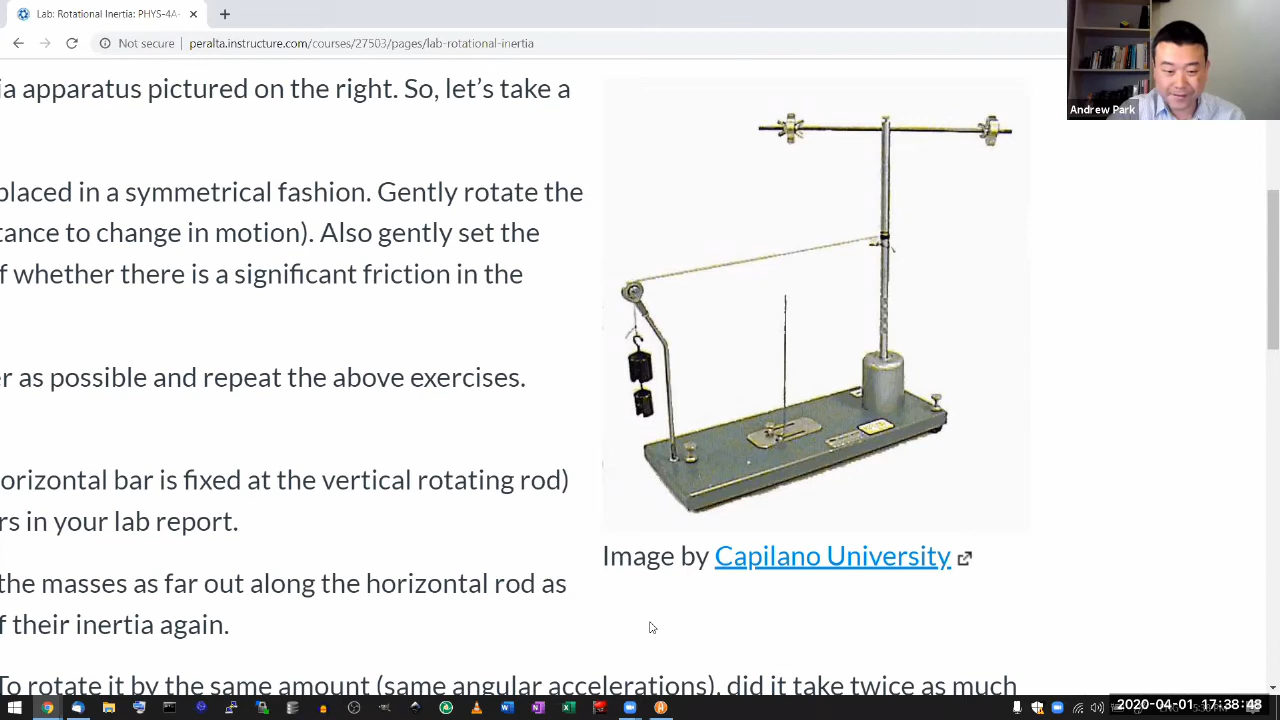 Lab: Rotational Inertia: PHYS-4A-
Not secure
peralta.instructure.com/courses/27503/pages/lab-rotational-inertia
Andrew Park
ia apparatus pictured on the right. So, let’s take a
placed in a symmetrical fashion. Gently rotate the
tance to change in motion). Also gently set the
f whether there is a significant friction in the
er as possible and repeat the above exercises.
orizontal bar is fixed at the vertical rotating rod)
rs in your lab report.
the masses as far out along the horizontal rod as
f their inertia again.
To rotate it by the same amount (same angular accelerations), did it take twice as much
Image by Capilano University
2020-04-01 17:38:48